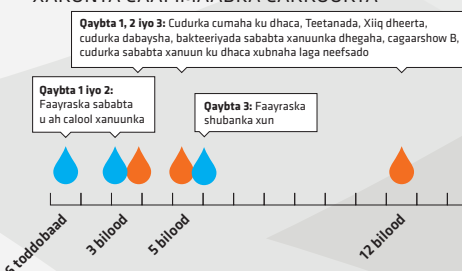 Qaybta 1, 2 iyo 3: Cudurka cumaha ku dhaca, Teetanada, Xiiq dheerta,
cudurka dabaysha, bakteeriyada sababta xanuunka dhegaha, cagaarshow B,
cudurka sababta xanuun ku dhaca xubnaha laga neefsado
Qaybta 1 iyo 2:
Faayraska sababta
u ah calool xanuunka
Qaybta 3: Faayraska
shubanka xun
6 toddobaad
3 bilood
5 bilood
12 bilood